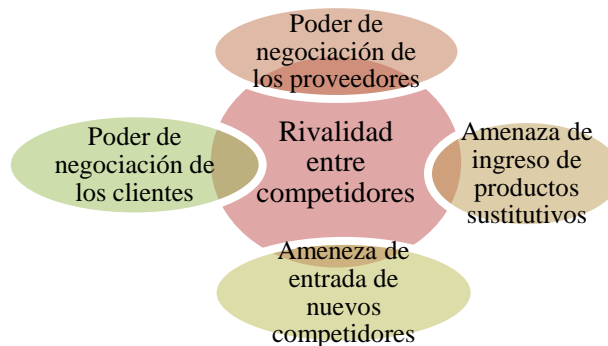 Poder de
negociación de
los proveedores
Poder de
negociación de
los clientes
Rivalidad
entre
competidores
Amenaza de
ingreso de
productos
sustitutivos
Ameneza de
entrada de
nuevos
competidores